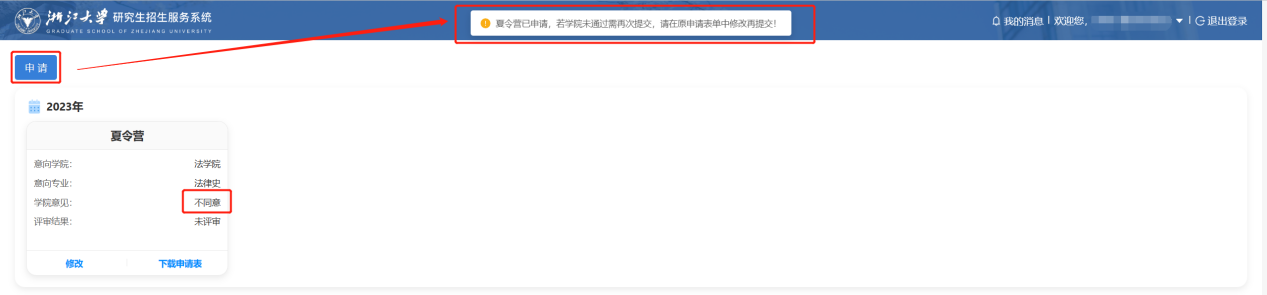 浙江大学 研究生招生服务系统
GRADUATE SCHOOL OF ZHEJIANG UNIVERSITY
夏令营已申请，若学院未通过需再次提交，请在原申请表单中修改再提交！
我的消息 | 欢迎您， | 退出登录
申请
2023年
夏令营
意向学院： 法学院
意向专业： 法律史
学院意见： 不同意
评审结果： 未评审
修改 下载申请表